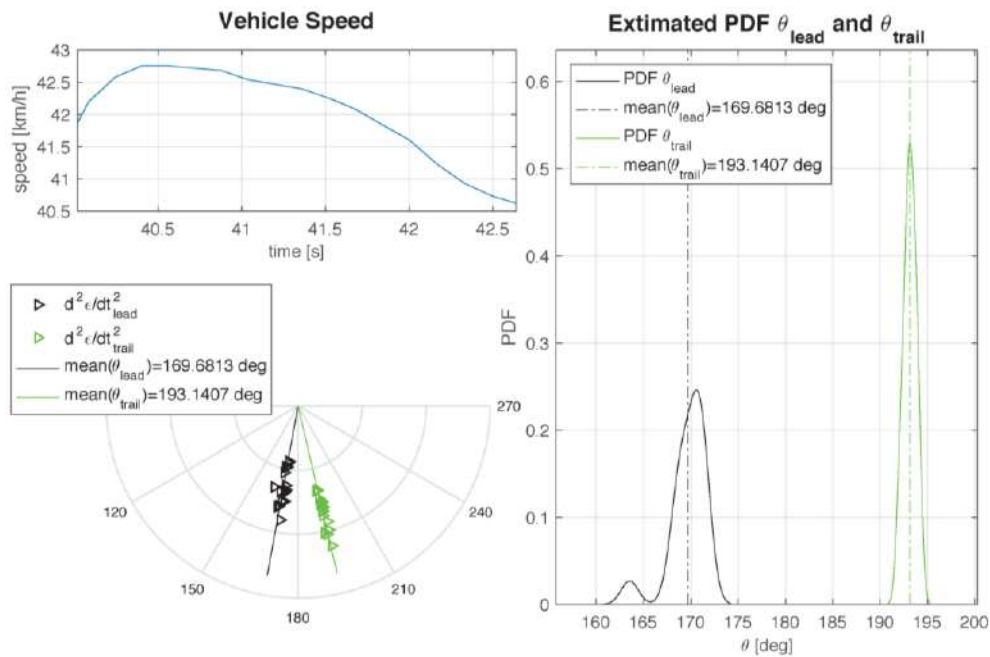 Vehicle Speed
43
42.5
42
41.5
41
40.5
speed [km/h]
40.5 41 41.5 42 42.5
time [s]
d²ϵ/dt²lead
d²ϵ/dt²trail
mean(θlead)=169.6813 deg
mean(θtrail)=193.1407 deg
270
120
240
150
210
180
Extimated PDF θlead and θtrail
PDF θlead
mean(θlead)=169.6813 deg
PDF θtrail
mean(θtrail)=193.1407 deg
0.6
0.5
0.4
0.3
0.2
0.1
0
PDF
160 165 170 175 180 185 190 195 200
θ [deg]